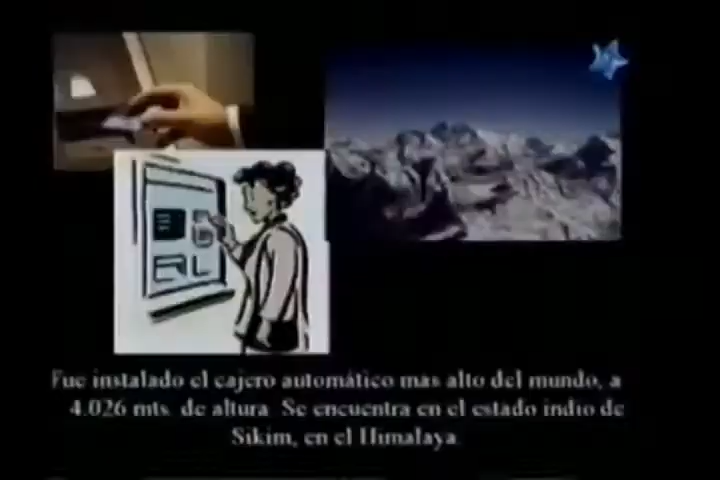 Fue instalado el cajero automático mas alto del mundo, a
4.026 mts. de altura. Se encuentra en el estado indio de
Sikim, en el Himalaya